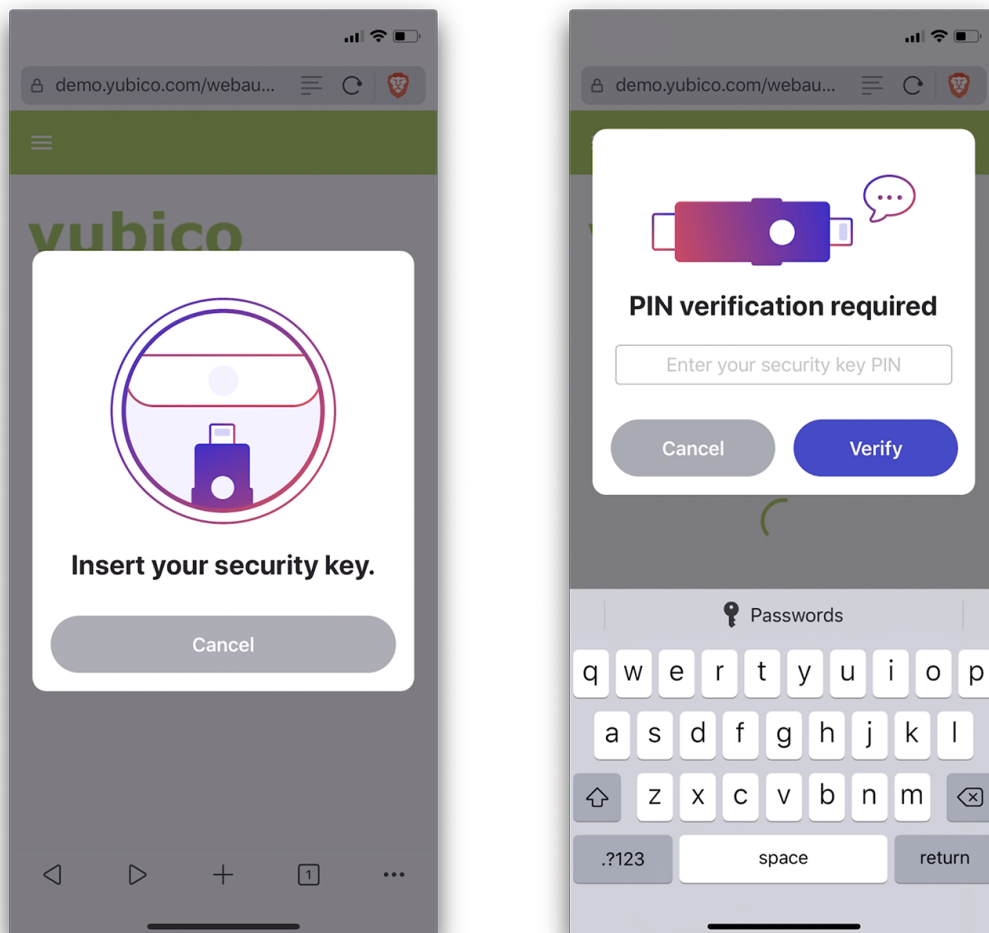 demo.yubico.com/webau...
yubico
Insert your security key.
Cancel
1
demo.yubico.com/webau...
PIN verification required
Enter your security key PIN
Cancel
Verify
Passwords
q w e r t y u i o p
a s d f g h j k l
z x c v b n m
.?123 space return